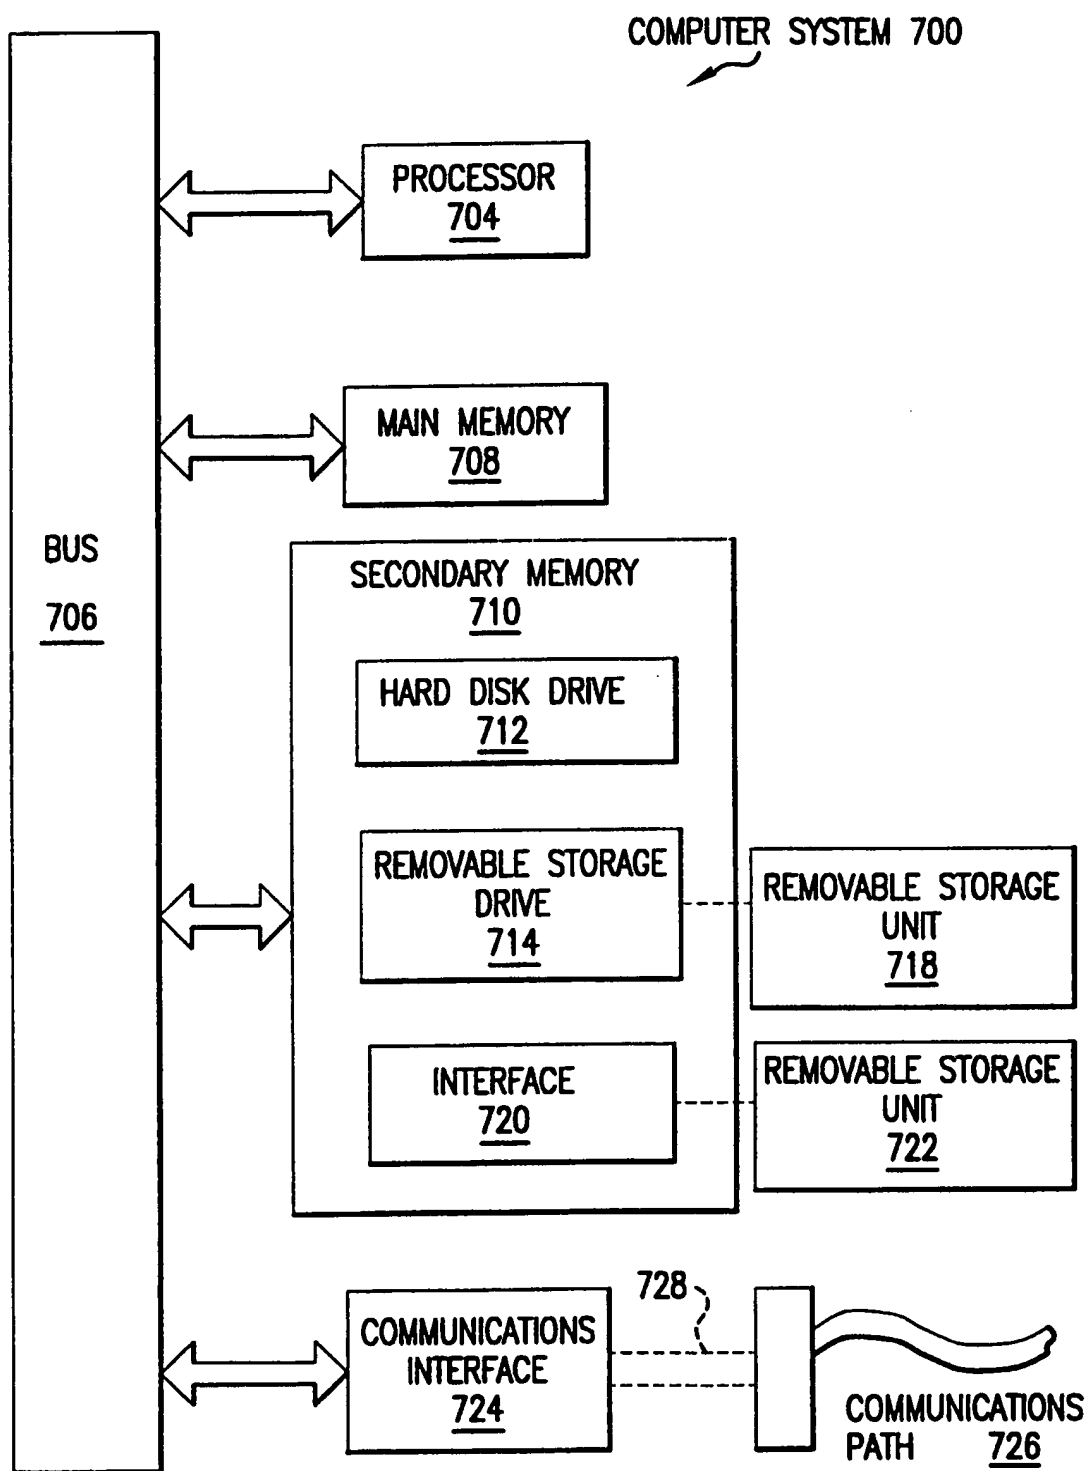 COMPUTER SYSTEM 700
PROCESSOR
704
MAIN MEMORY
708
BUS
706
SECONDARY MEMORY
710
HARD DISK DRIVE
712
REMOVABLE STORAGE
DRIVE
714
REMOVABLE STORAGE
UNIT
718
INTERFACE
720
REMOVABLE STORAGE
UNIT
722
728
COMMUNICATIONS
INTERFACE
724
COMMUNICATIONS
PATH 726